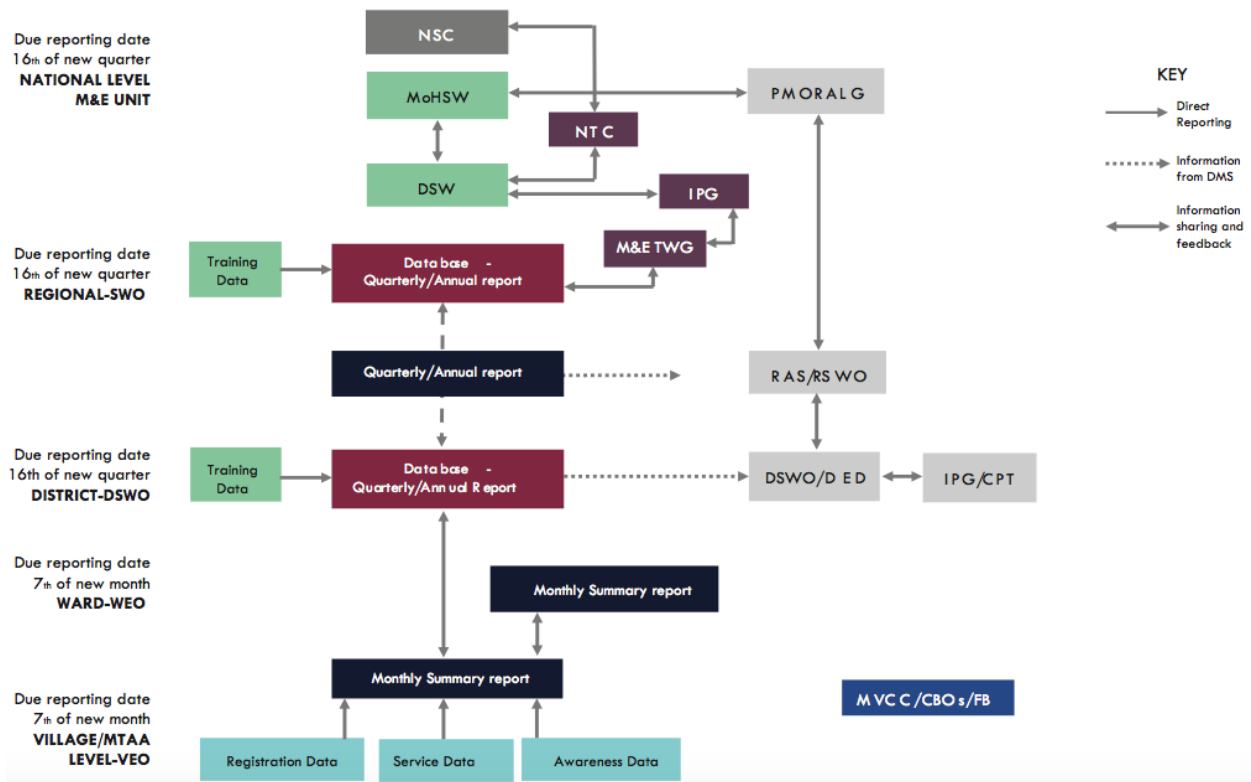 Due reporting date
16th of new quarter
NATIONAL LEVEL
M&E UNIT
NSC
MoHSW
PMORALG
NTC
DSW
IPG
KEY
Direct
Reporting
Information
from DMS
Information
sharing and
feedback
Due reporting date
16th of new quarter
REGIONAL-SWO
Training
Data
Database -
Quarterly/Annual report
M&E TWG
Quarterly/Annual report
RAS/RSWO
Due reporting date
16th of new quarter
DISTRICT-DSWO
Training
Data
Database -
Quarterly/Annual Report
DSWO/DED
IPG/CPT
Due reporting date
7th of new month
WARD-WEO
Monthly Summary report
Monthly Summary report
Due reporting date
7th of new month
VILLAGE/MTAA
LEVEL-VEO
MVCC/CBOs/FB
Registration Data
Service Data
Awareness Data